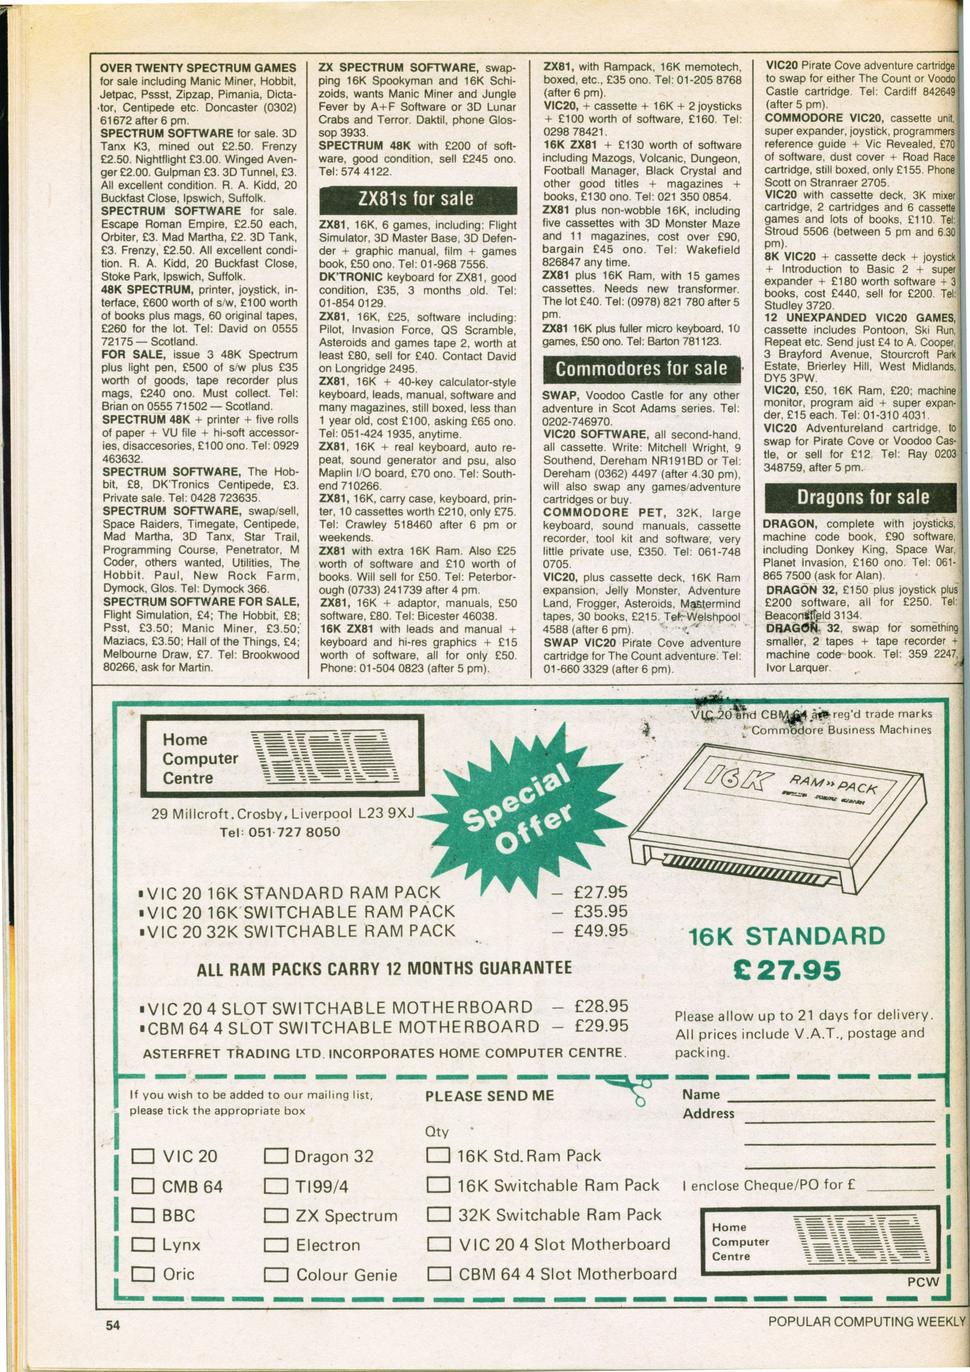 OVER TWENTY SPECTRUM GAMES
for sale including Manic Miner, Hobbit,
Jetpac, Pssst, Zipzap, Pimania, Dicta-
tor, Centipede etc. Doncaster (0302)
61672 after 6 pm.
SPECTRUM SOFTWARE for sale. 3D
Tanx K3, mined out £2.50. Frenzy
£2.50. Nightflight £3.00. Winged Aven-
ger £2.00. Gulpman £3. 3D Tunnel, £3.
All excellent condition. R. A. Kidd, 20
Buckfast Close, Ipswich, Suffolk.
SPECTRUM SOFTWARE for sale.
Escape Roman Empire, £2.50 each,
Orbiter, £3. Mad Martha, £2. 3D Tank,
£3. Frenzy, £2.50. All excellent condi-
tion. R. A. Kidd, 20 Buckfast Close,
Stoke Park, Ipswich, Suffolk.
48K SPECTRUM, printer, joystick, in-
terface, £600 worth of s/w, £100 worth
of books plus mags, 60 original tapes,
£260 for the lot. Tel: David on 0555
72175 — Scotland.
FOR SALE, issue 3 48K Spectrum
plus light pen, £500 of s/w plus £35
worth of goods, tape recorder plus
mags, £240 ono. Must collect. Tel:
Brian on 0555 71502 — Scotland.
SPECTRUM 48K + printer + five rolls
of paper + VU file + hi-soft accessor-
ies, disaccesories, £100 ono. Tel: 0929
463632.
SPECTRUM SOFTWARE, The Hob-
bit, £8, DK'Tronics Centipede, £3.
Private sale. Tel: 0428 723635.
SPECTRUM SOFTWARE, swap/sell,
Space Raiders, Timegate, Centipede,
Mad Martha, 3D Tanx, Star Trail,
Programming Course, Penetrator, M
Coder, others wanted, Utilities, The
Hobbit. Paul, New Rock Farm,
Dymock, Glos. Tel: Dymock 366.
SPECTRUM SOFTWARE FOR SALE,
Flight Simulation, £4; The Hobbit, £8;
Psst, £3.50; Manic Miner, £3.50;
Maziacs, £3.50; Hall of the Things, £4;
Melbourne Draw, £7. Tel: Brookwood
80266, ask for Martin.
ZX SPECTRUM SOFTWARE, swap-
ping 16K Spookyman and 16K Schi-
zoids, wants Manic Miner and Jungle
Fever by A+F Software or 3D Lunar
Crabs and Terror. Daktil, phone Glos-
sop 3933.
SPECTRUM 48K with £200 of soft-
ware, good condition, sell £245 ono.
Tel: 574 4122.
ZX81s for sale
ZX81, 16K, 6 games, including: Flight
Simulator, 3D Master Base, 3D Defen-
der + graphic manual, film + games
book, £50 ono. Tel: 01-968 7556.
DK'TRONIC keyboard for ZX81, good
condition, £35, 3 months old. Tel:
01-854 0129.
ZX81, 16K, £25, software including:
Pilot, Invasion Force, QS Scramble,
Asteroids and games tape 2, worth at
least £80, sell for £40. Contact David
on Longridge 2495.
ZX81, 16K + 40-key calculator-style
keyboard, leads, manual, software and
many magazines, still boxed, less than
1 year old, cost £100, asking £65 ono.
Tel: 051-424 1935, anytime.
ZX81, 16K + real keyboard, auto re-
peat, sound generator and psu, also
Maplin I/O board, £70 ono. Tel: South-
end 710266.
ZX81, 16K, carry case, keyboard, prin-
ter, 10 cassettes worth £210, only £75.
Tel: Crawley 518460 after 6 pm or
weekends.
ZX81 with extra 16K Ram. Also £25
worth of software and £10 worth of
books. Will sell for £50. Tel: Peterbor-
ough (0733) 241739 after 4 pm.
ZX81, 16K + adaptor, manuals, £50
software, £80. Tel: Bicester 46038.
16K ZX81 with leads and manual +
keyboard and hi-res graphics + £15
worth of software, all for only £50.
Phone: 01-504 0823 (after 5 pm).
ZX81, with Rampack, 16K memotech,
boxed, etc., £35 ono. Tel: 01-205 8768
(after 6 pm).
VIC20, + cassette + 16K + 2 joysticks
+ £100 worth of software, £160. Tel:
0298 78421.
16K ZX81 + £130 worth of software
including Mazogs, Volcanic, Dungeon,
Football Manager, Black Crystal and
other good titles + magazines +
books, £130 ono. Tel: 021 350 0854.
ZX81 plus non-wobble 16K, including
five cassettes with 3D Monster Maze
and 11 magazines, cost over £90,
bargain £45 ono. Tel: Wakefield
826847 any time.
ZX81 plus 16K Ram, with 15 games
cassettes. Needs new transformer.
The lot £40. Tel: (0978) 821 780 after 5
pm.
ZX81 16K plus fuller micro keyboard, 10
games, £50 ono. Tel: Barton 781123.
Commodores for sale
SWAP, Voodoo Castle for any other
adventure in Scot Adams series. Tel:
0202-746970.
VIC20 SOFTWARE, all second-hand,
all cassette. Write: Mitchell Wright, 9
Southend, Dereham NR191BD or Tel:
Dereham (0362) 4497 (after 4.30 pm),
will also swap any games/adventure
cartridges or buy.
COMMODORE PET, 32K, large
keyboard, sound manuals, cassette
recorder, tool kit and software, very
little private use, £350. Tel: 061-748
0705.
VIC20, plus cassette deck, 16K Ram
expansion, Jelly Monster, Adventure
Land, Frogger, Asteroids, Mastermind
tapes, 30 books, £215. Tel: Welshpool
4588 (after 6 pm).
SWAP VIC20 Pirate Cove adventure
cartridge for The Count adventure. Tel:
01-660 3329 (after 6 pm).
VIC20 Pirate Cove adventure cartridge
to swap for either The Count or Voodo
Castle cartridge. Tel: Cardiff 842649
(after 5 pm).
COMMODORE VIC20, cassette unit,
super expander, joystick, programmers
reference guide + Vic Revealed, £70
of software, dust cover + Road Race
cartridge, still boxed, only £155. Phone
Scott on Stranraer 2705.
VIC20 with cassette deck, 3K mixer
cartridge, 2 cartridges and 6 cassette
games and lots of books, £110. Tel:
Stroud 5506 (between 5 pm and 6.30
pm).
8K VIC20 + cassette deck + joystick
+ Introduction to Basic 2 + super
expander + £180 worth software + 3
books, cost £440, sell for £200. Tel:
Studley 3720.
12 UNEXPANDED VIC20 GAMES,
cassette includes Pontoon, Ski Run,
Repeat etc. Send just £4 to A. Cooper,
3 Brayford Avenue, Stourcroft Park
Estate, Brierley Hill, West Midlands,
DY5 3PW.
VIC20, £50, 16K Ram, £20; machine
monitor, program aid + super expan-
der, £15 each. Tel: 01-310 4031.
VIC20 Adventureland cartridge, to
swap for Pirate Cove or Voodoo Cas-
tle, or sell for £12. Tel: Ray 0203
348759, after 5 pm.
Dragons for sale
DRAGON, complete with joysticks,
machine code book, £90 software,
including Donkey King, Space War,
Planet Invasion, £160 ono. Tel: 061-
865 7500 (ask for Alan).
DRAGON 32, £150 plus joystick plus
£200 software, all for £250. Tel:
Beaconsfield 3134.
DRAGON 32, swap for something
smaller, 2 tapes + tape recorder +
machine code book. Tel: 359 2247,
Ivor Larquer.
Home
Computer
Centre
HCC
29 Millcroft, Crosby, Liverpool L23 9XJ
Tel: 051-727 8050
Special
Offer
VIC 20 and CBM 64 are reg'd trade marks
Commodore Business Machines
16K RAM»PACK
▪VIC 20 16K STANDARD RAM PACK – £27.95
▪VIC 20 16K SWITCHABLE RAM PACK – £35.95
▪VIC 20 32K SWITCHABLE RAM PACK – £49.95
ALL RAM PACKS CARRY 12 MONTHS GUARANTEE
▪VIC 20 4 SLOT SWITCHABLE MOTHERBOARD – £28.95
▪CBM 64 4 SLOT SWITCHABLE MOTHERBOARD – £29.95
ASTERFRET TRADING LTD. INCORPORATES HOME COMPUTER CENTRE.
16K STANDARD
£27.95
Please allow up to 21 days for delivery.
All prices include V.A.T., postage and
packing.
If you wish to be added to our mailing list,
please tick the appropriate box
VIC 20
CMB 64
BBC
Lynx
Oric
Dragon 32
TI99/4
ZX Spectrum
Electron
Colour Genie
PLEASE SEND ME
Qty
16K Std. Ram Pack
16K Switchable Ram Pack
32K Switchable Ram Pack
VIC 20 4 Slot Motherboard
CBM 64 4 Slot Motherboard
Name
Address
I enclose Cheque/PO for £
Home
Computer
Centre
HCC
PCW
54
POPULAR COMPUTING WEEKLY